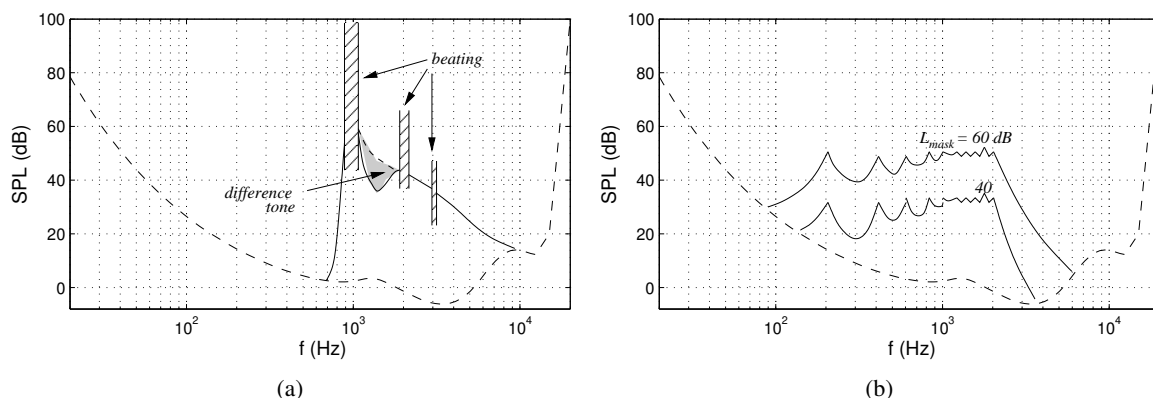 100
80
60
40
20
0
SPL (dB)
beating
difference
tone
10^2
10^3
10^4
f (Hz)
(a)
100
80
60
40
20
0
SPL (dB)
L_mask = 60 dB
40
10^2
10^3
10^4
f (Hz)
(b)